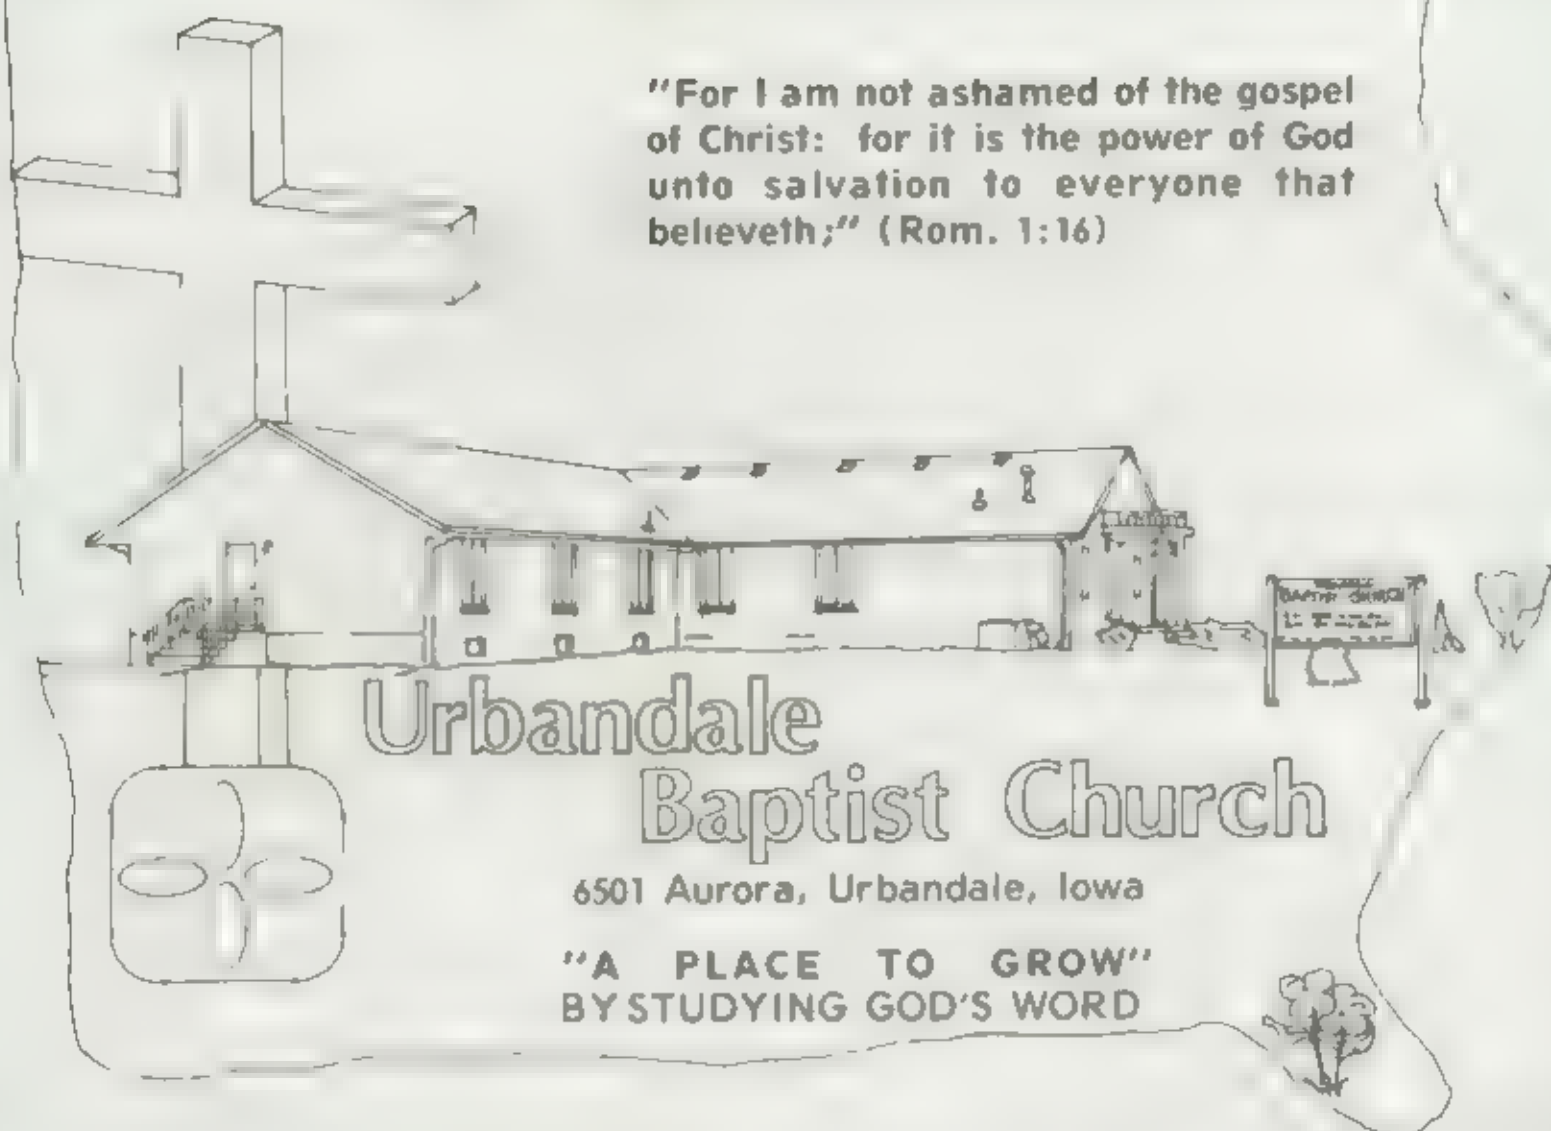 "For I am not ashamed of the gospel
of Christ: for it is the power of God
unto salvation to everyone that
believeth;" (Rom. 1:16)
BAPTIST CHURCH
Urbandale
Baptist Church
6501 Aurora, Urbandale, Iowa
"A PLACE TO GROW"
BY STUDYING GOD'S WORD